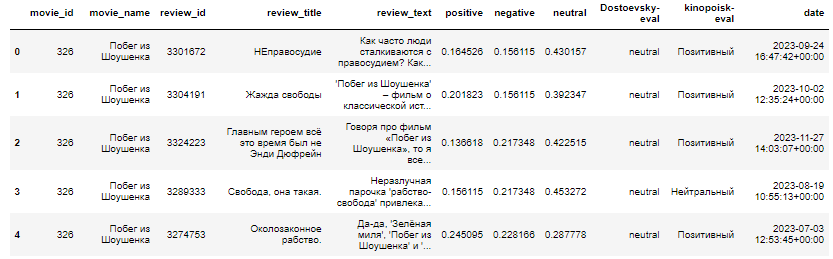 movie_id movie_name review_id review_title review_text positive negative neutral Dostoevsky-eval kinopoisk-eval date
0 326 Побег из Шоушенка 3301672 НЕправосудие Как часто люди сталкиваются с правосудием? Как... 0.164526 0.156115 0.430157 neutral Позитивный 2023-09-24 16:47:42+00:00
1 326 Побег из Шоушенка 3304191 Жажда свободы 'Побег из Шоушенка' – фильм о классической ист... 0.201823 0.156115 0.392347 neutral Позитивный 2023-10-02 12:35:24+00:00
2 326 Побег из Шоушенка 3324223 Главным героем всё это время был не Энди Дюфрейн Говоря про фильм «Побег из Шоушенка», то я все... 0.136618 0.217348 0.422515 neutral Позитивный 2023-11-27 14:03:07+00:00
3 326 Побег из Шоушенка 3289333 Свобода, она такая. Неразлучная парочка 'рабство-свобода' привлека... 0.156115 0.217348 0.453272 neutral Нейтральный 2023-08-19 10:55:13+00:00
4 326 Побег из Шоушенка 3274753 Околозаконное рабство. Да-да, 'Зелёная миля', 'Побег из Шоушенка' и '... 0.245095 0.228166 0.287778 neutral Позитивный 2023-07-03 12:53:45+00:00